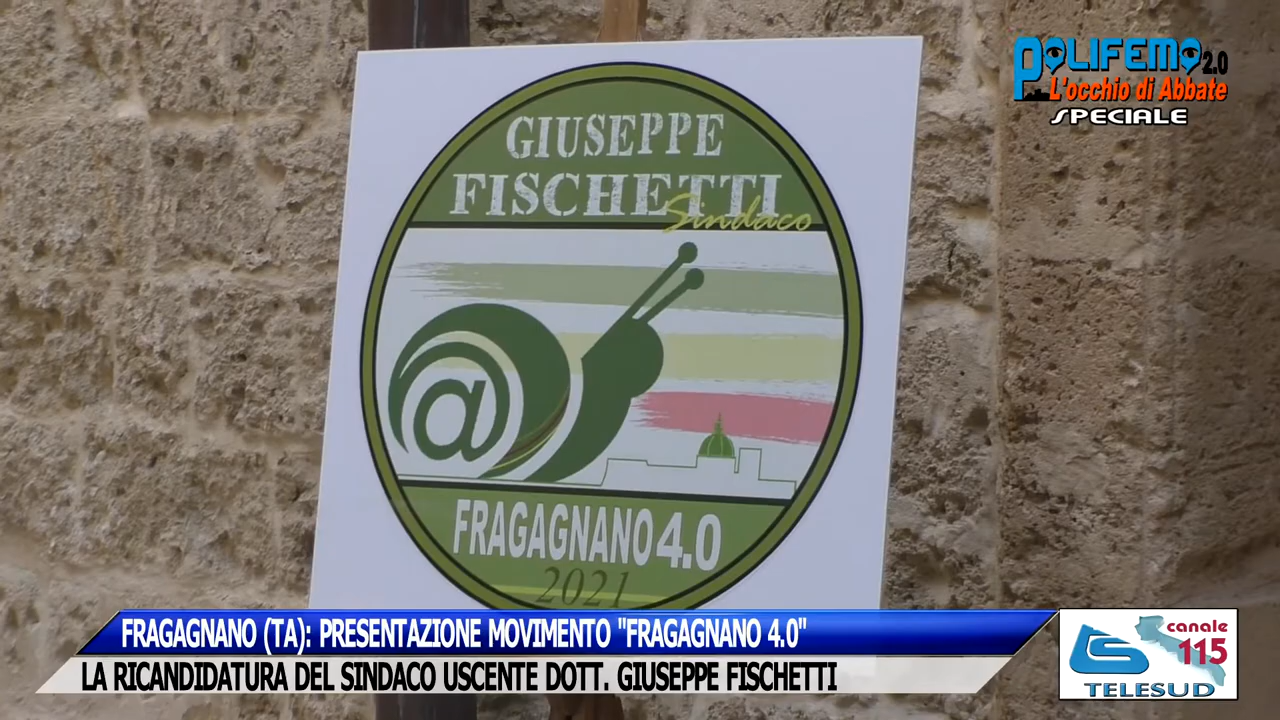 POLIFEMO 2.0
L'occhio di Abbate
SPECIALE
GIUSEPPE
FISCHETTI
Sindaco
@
FRAGAGNANO 4.0
2021
FRAGAGNANO (TA): PRESENTAZIONE MOVIMENTO "FRAGAGNANO 4.0"
LA RICANDIDATURA DEL SINDACO USCENTE DOTT. GIUSEPPE FISCHETTI
canale
115
TELESUD